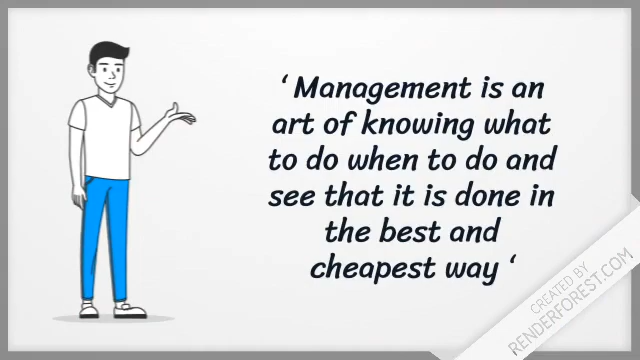 ‘ Management is an
art of knowing what
to do when to do and
see that it is done in
the best and
cheapest way ‘
CREATED BY
RENDERFOREST.COM